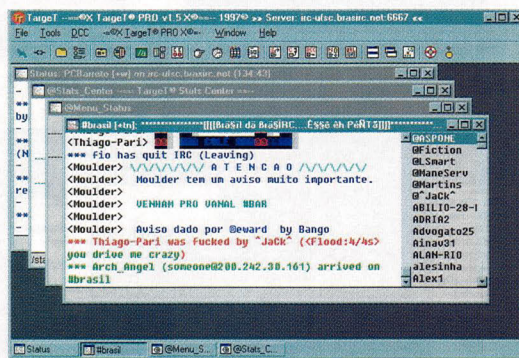 TargeT ---=®X TargeT® PRO v1.5 X®=--- 1997® »» Server: irc-ufsc.brasirc.net:6667 ««
File Tools DCC -=®X TargeT® PRO X®=- Window Help
Status: PCBarreto [+w] on irc-ufsc.brasirc.net (134:42)
@Stats_Center --- TargeT® Stats Center ---
@Menu_Status
#brasil [+tn]:
<Thiago-Pari>
*** fio has quit IRC (Leaving)
<Moulder> \/\/\/\/\/\/ A T E N C A O /\/\/\/\/\/\
<Moulder> Moulder tem um aviso muito importante.
<Moulder>
<Moulder> VENHAM PRO VANAL #BAR
<Moulder>
<Moulder> Aviso dado por @eward by Bango
*** Thiago-Pari was fucked by ^JaCk^ (<Flood:4/4s>
you drive me crazy)
*** Arch_Angel (someone@200.242.30.161) arrived on
#brasil
@ASPONE
@Fiction
@LSmart
@ManeServ
@Martins
@^JaCk^
ABILIO-28-
ADRIA2
Advogato25
Ainav31
ALAN-RIO
alesinha
Alex1
Status
#brasil
@Menu_S...
@Stats_C...